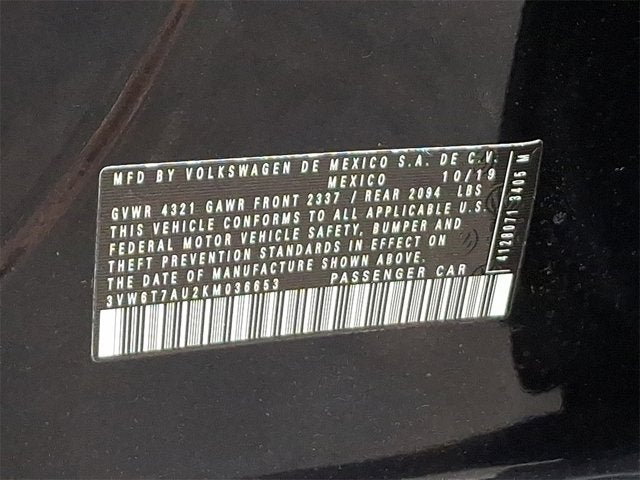 MFD BY VOLKSWAGEN DE MEXICO S.A. DE C.V.
MEXICO 10/19
GVWR 4321 GAWR FRONT 2337 / REAR 2094 LBS
THIS VEHICLE CONFORMS TO ALL APPLICABLE U.S
FEDERAL MOTOR VEHICLE SAFETY, BUMPER AND
THEFT PREVENTION STANDARDS IN EFFECT ON
THE DATE OF MANUFACTURE SHOWN ABOVE.
3VW6T7AU2KM036653 PASSENGER CAR
4128071 3405 M